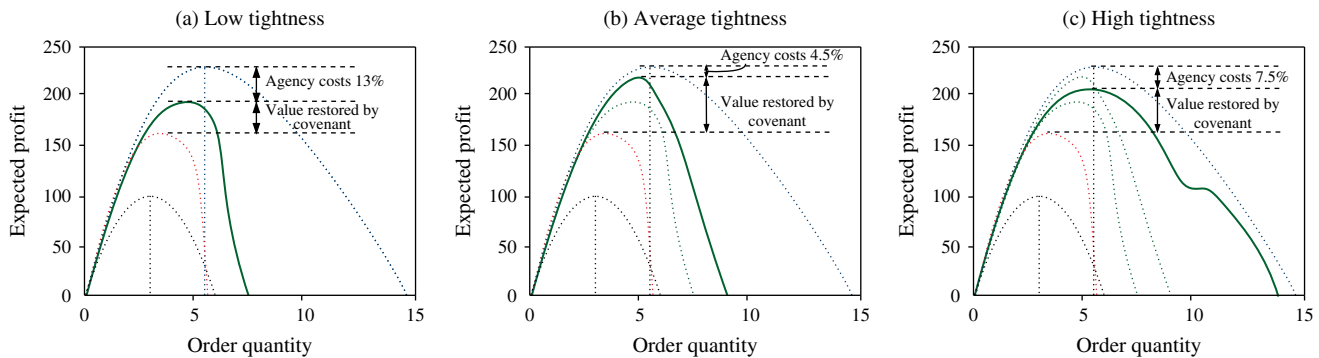 (a) Low tightness
250
200
150
100
50
0
0
5
10
15
Expected profit
Order quantity
Agency costs 13%
Value restored by
covenant
(b) Average tightness
250
200
150
100
50
0
0
5
10
15
Expected profit
Order quantity
Agency costs 4.5%
Value restored by
covenant
(c) High tightness
250
200
150
100
50
0
0
5
10
15
Expected profit
Order quantity
Agency costs 7.5%
Value restored by
covenant